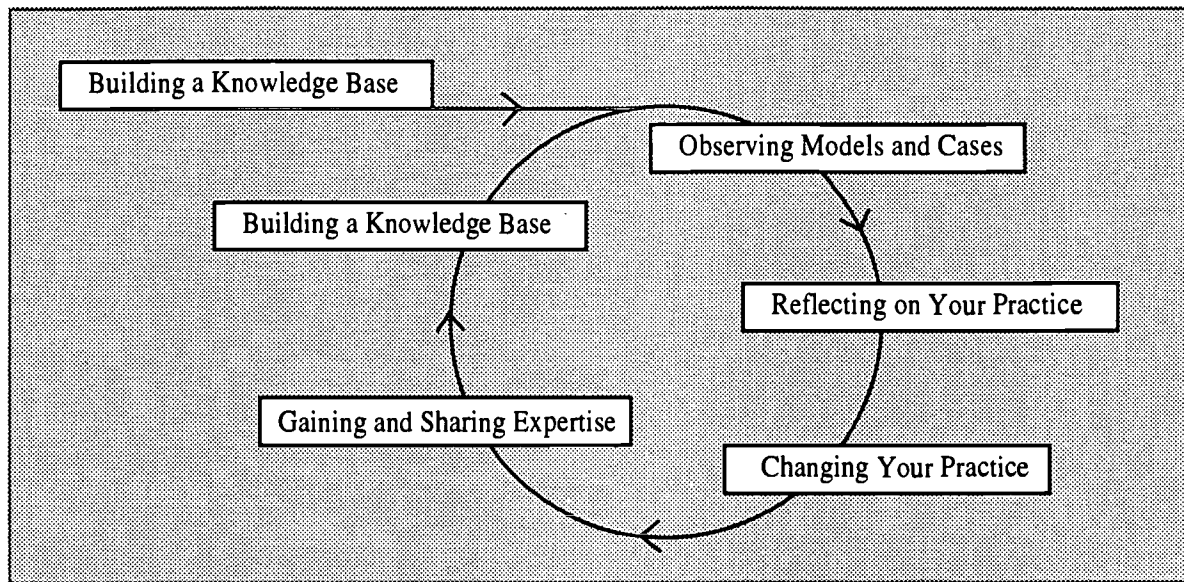 Building a Knowledge Base
Observing Models and Cases
Building a Knowledge Base
Reflecting on Your Practice
Gaining and Sharing Expertise
Changing Your Practice